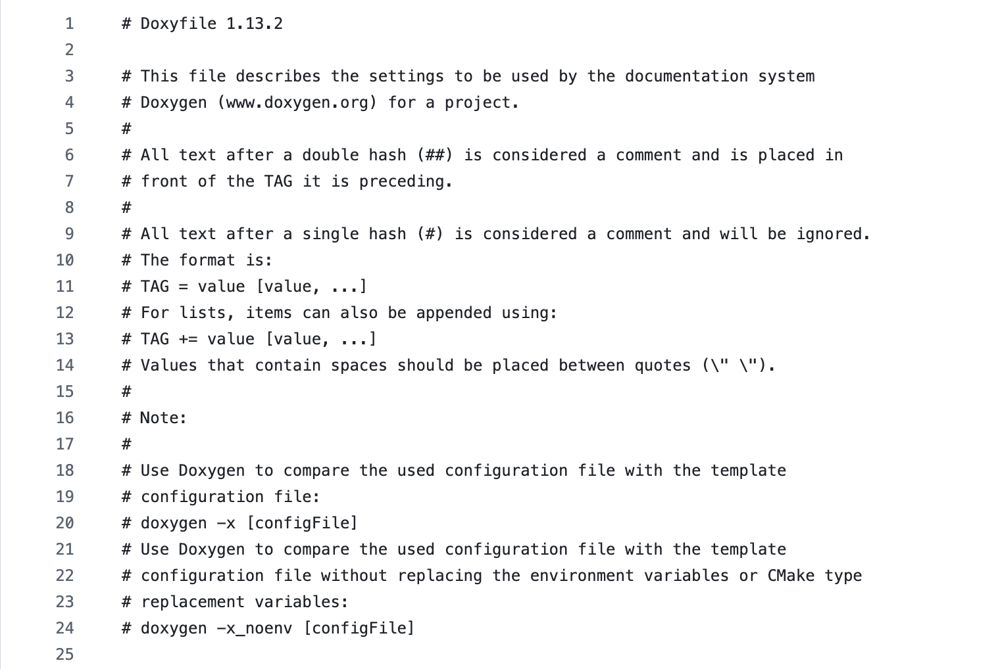 1 # Doxyfile 1.13.2
2
3 # This file describes the settings to be used by the documentation system
4 # Doxygen (www.doxygen.org) for a project.
5 #
6 # All text after a double hash (##) is considered a comment and is placed in
7 # front of the TAG it is preceding.
8 #
9 # All text after a single hash (#) is considered a comment and will be ignored.
10 # The format is:
11 # TAG = value [value, ...]
12 # For lists, items can also be appended using:
13 # TAG += value [value, ...]
14 # Values that contain spaces should be placed between quotes (\" \").
15 #
16 # Note:
17 #
18 # Use Doxygen to compare the used configuration file with the template
19 # configuration file:
20 # doxygen -x [configFile]
21 # Use Doxygen to compare the used configuration file with the template
22 # configuration file without replacing the environment variables or CMake type
23 # replacement variables:
24 # doxygen -x_noenv [configFile]
25